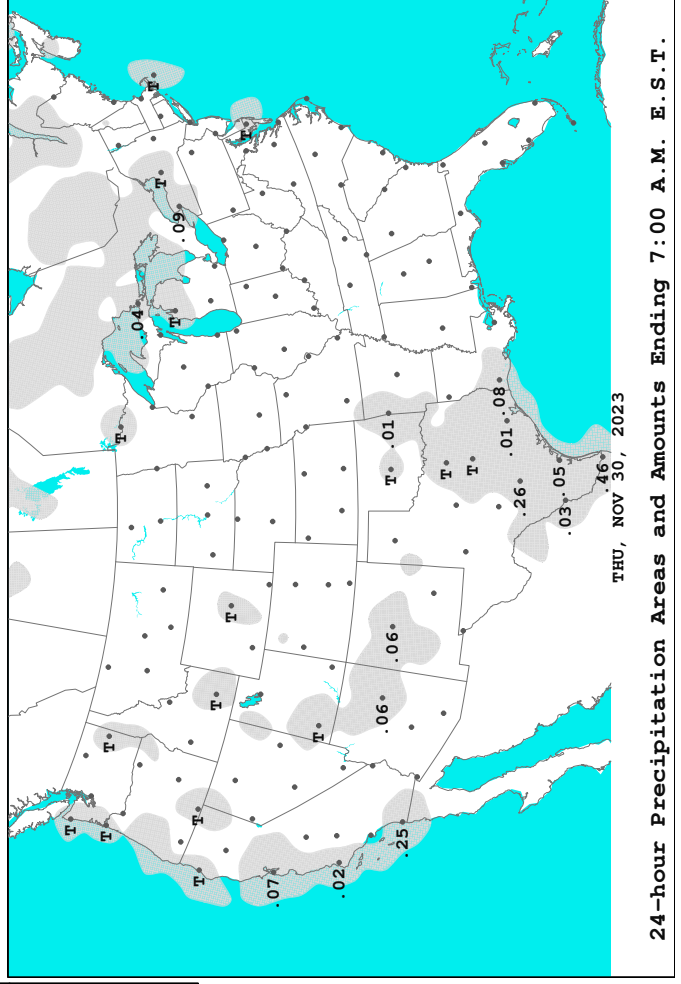 T
T
T
T
.04
T
T
T
.09
T
T
T
T
T
.07
T
.02
.06
.01
T
.06
.25
T
T
.08
.01
.26
.05
.03
.46
THU, NOV 30, 2023
24-hour Precipitation Areas and Amounts Ending 7:00 A.M. E.S.T.